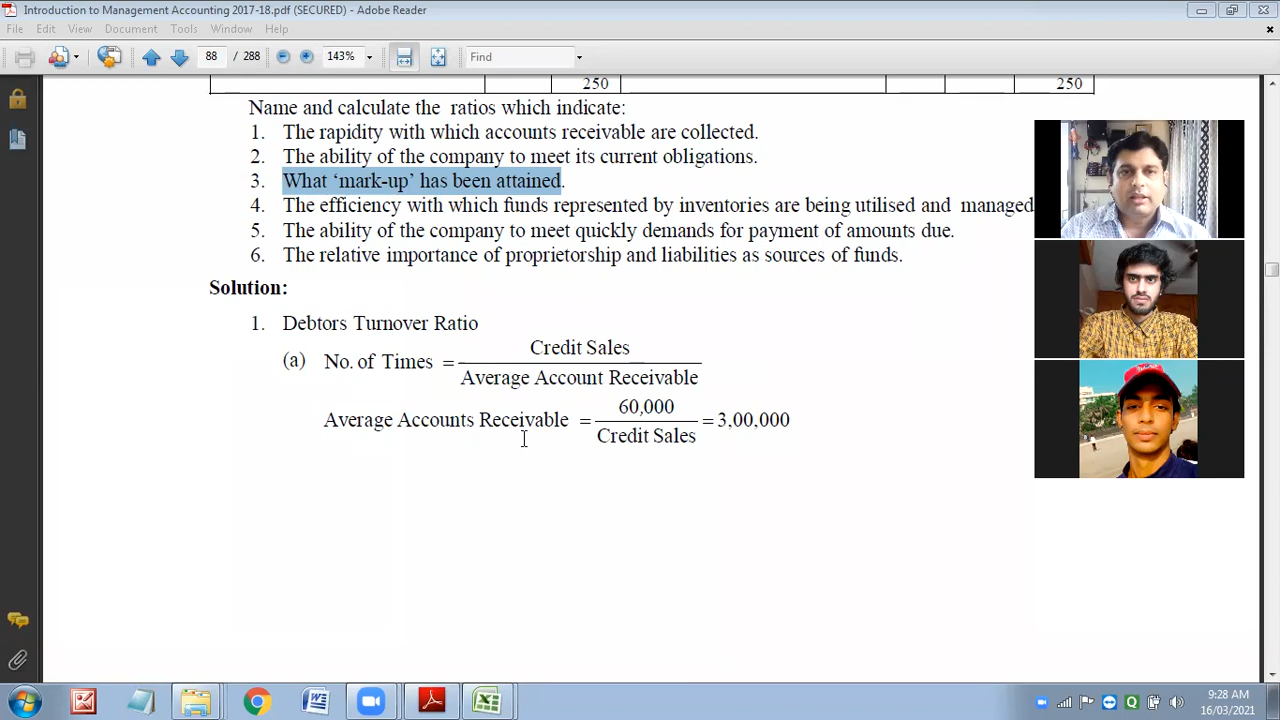 Introduction to Management Accounting 2017-18.pdf (SECURED) - Adobe Reader
File Edit View Document Tools Window Help
88 / 288 143% Find
250 250
Name and calculate the ratios which indicate:
1. The rapidity with which accounts receivable are collected.
2. The ability of the company to meet its current obligations.
3. What ‘mark-up’ has been attained.
4. The efficiency with which funds represented by inventories are being utilised and managed
5. The ability of the company to meet quickly demands for payment of amounts due.
6. The relative importance of proprietorship and liabilities as sources of funds.
Solution:
1. Debtors Turnover Ratio
Credit Sales
(a) No. of Times =
Average Account Receivable
60,000
Average Accounts Receivable = = 3,00,000
Credit Sales
9:28 AM
16/03/2021